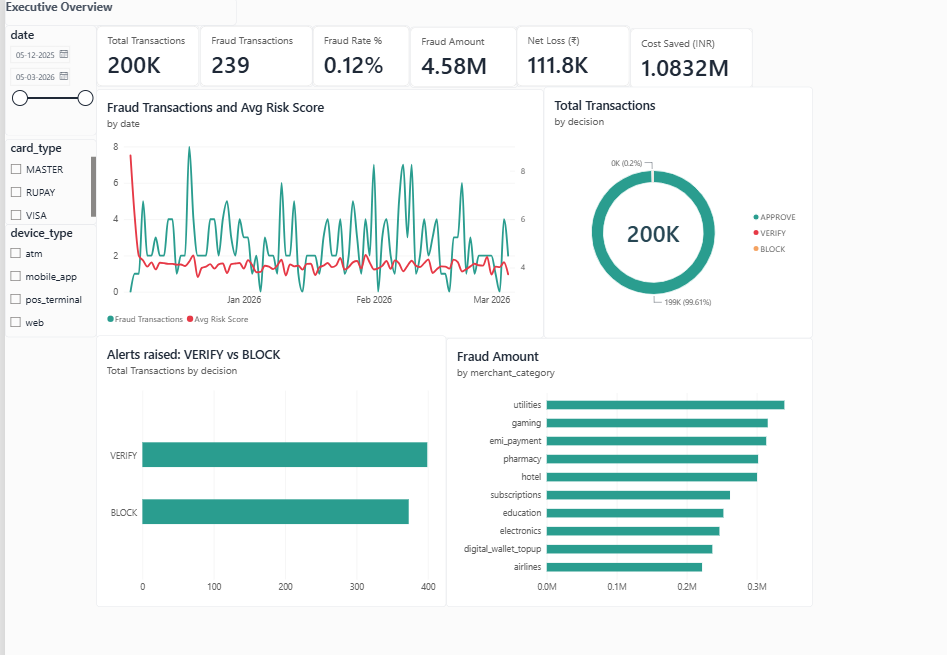 Executive Overview
date
05-12-2025
05-03-2026
card_type
MASTER
RUPAY
VISA
device_type
atm
mobile_app
pos_terminal
web
Total Transactions
200K
Fraud Transactions
239
Fraud Rate %
0.12%
Fraud Amount
4.58M
Net Loss (₹)
111.8K
Cost Saved (INR)
1.0832M
Fraud Transactions and Avg Risk Score
by date
8
6
4
2
0
8
6
4
Jan 2026
Feb 2026
Mar 2026
Fraud Transactions
Avg Risk Score
Total Transactions
by decision
0K (0.2%)
200K
199K (99.61%)
APPROVE
VERIFY
BLOCK
Alerts raised: VERIFY vs BLOCK
Total Transactions by decision
VERIFY
BLOCK
0 100 200 300 400
Fraud Amount
by merchant_category
utilities
gaming
emi_payment
pharmacy
hotel
subscriptions
education
electronics
digital_wallet_topup
airlines
0.0M 0.1M 0.2M 0.3M